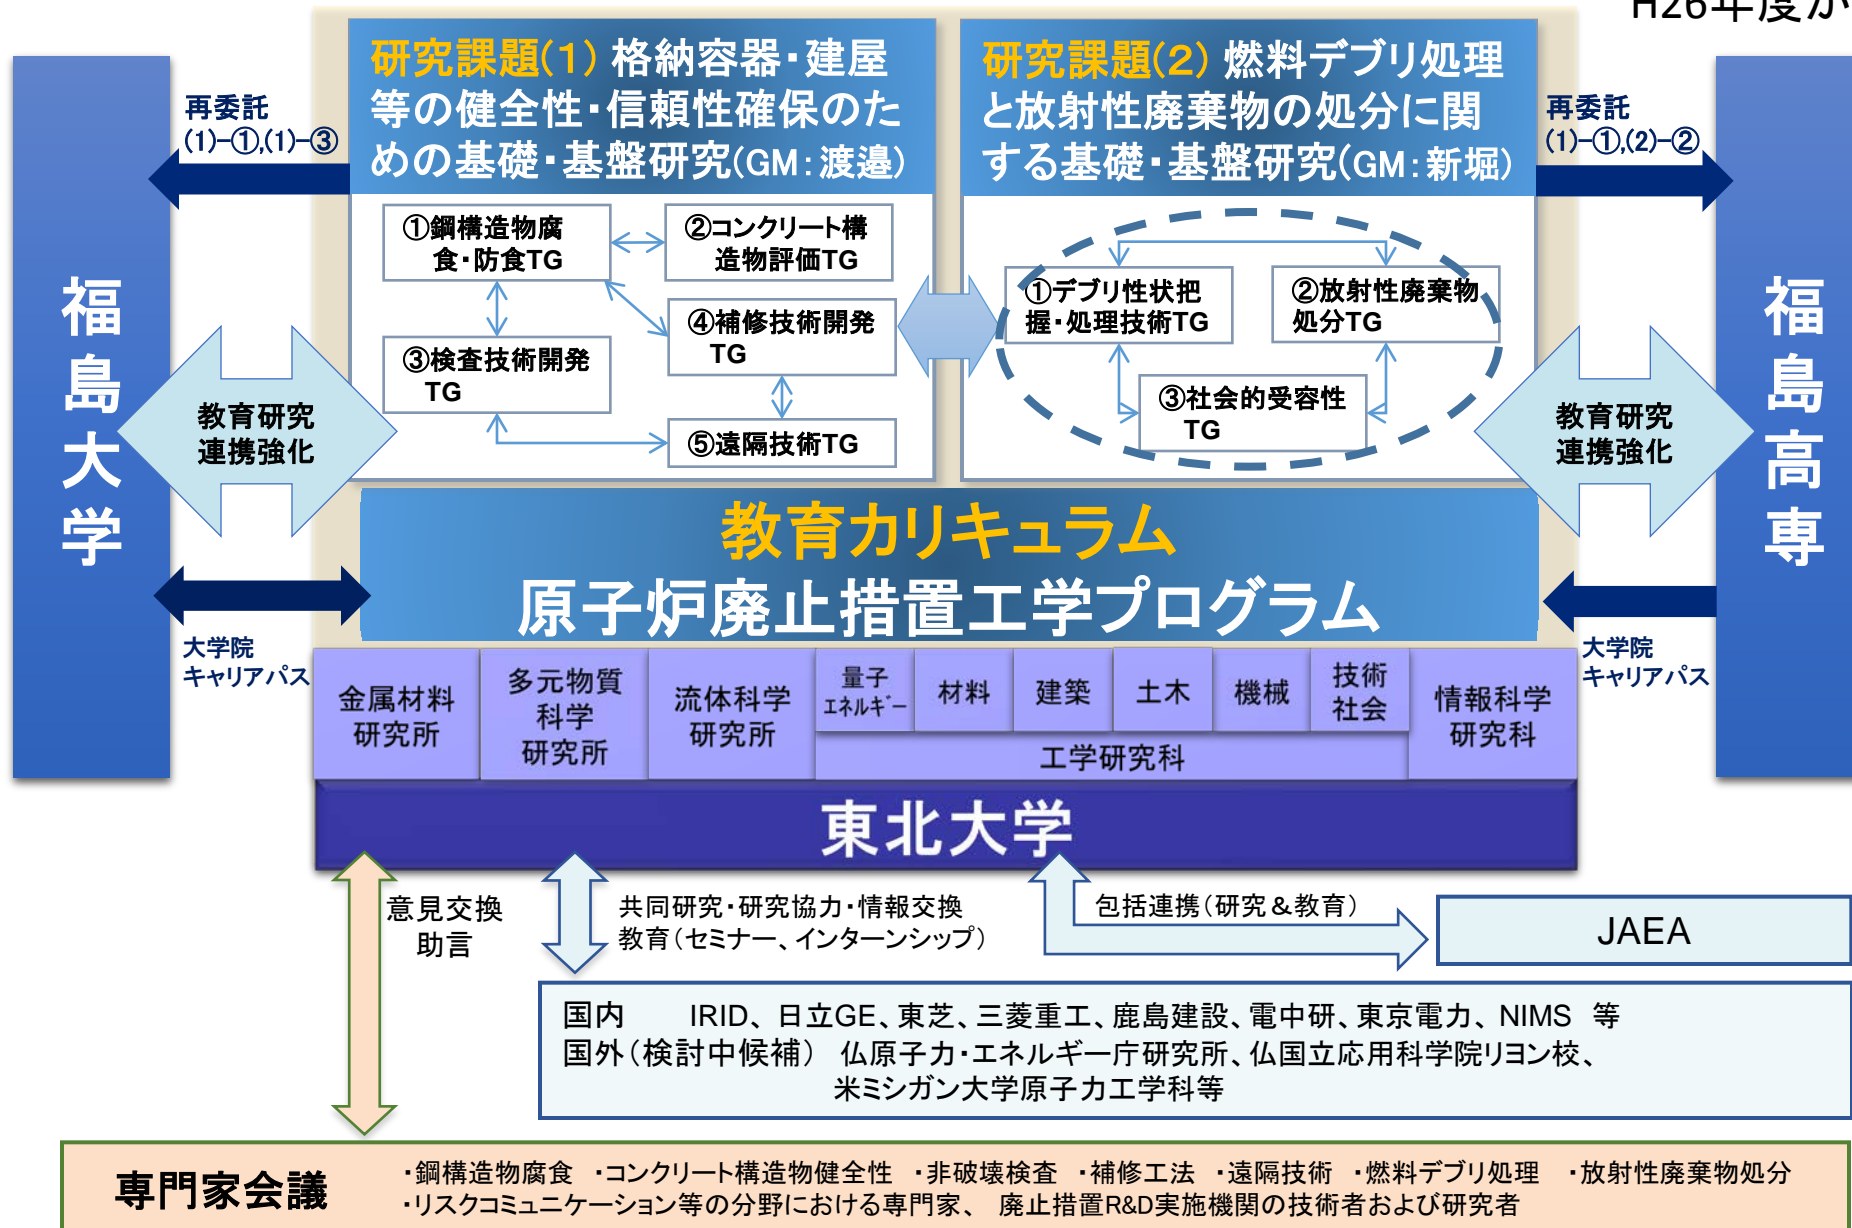 H26年度か
研究課題(1) 格納容器・建屋
等の健全性・信頼性確保のた
めの基礎・基盤研究(GM：渡邉)
研究課題(2) 燃料デブリ処理
と放射性廃棄物の処分に関
する基礎・基盤研究(GM：新堀)
再委託
(1)-①,(1)-③
再委託
(1)-①,(2)-②
福島大学
福島高専
①鋼構造物腐
食・防食TG
②コンクリート構
造物評価TG
③検査技術開発
TG
④補修技術開発
TG
⑤遠隔技術TG
①デブリ性状把
握・処理技術TG
②放射性廃棄物
処分TG
③社会的受容性
TG
教育研究
連携強化
教育研究
連携強化
教育カリキュラム
原子炉廃止措置工学プログラム
大学院
キャリアパス
大学院
キャリアパス
金属材料
研究所
多元物質
科学
研究所
流体科学
研究所
量子
エネルギー
材料
建築
土木
機械
技術
社会
工学研究科
情報科学
研究科
東北大学
意見交換
助言
共同研究・研究協力・情報交換
教育（セミナー、インターンシップ）
包括連携（研究＆教育）
JAEA
国内　　IRID、日立GE、東芝、三菱重工、鹿島建設、電中研、東京電力、NIMS 等
国外（検討中候補） 仏原子力・エネルギー庁研究所、仏国立応用科学院リヨン校、
米ミシガン大学原子力工学科等
専門家会議
・鋼構造物腐食 ・コンクリート構造物健全性 ・非破壊検査 ・補修工法 ・遠隔技術 ・燃料デブリ処理 ・放射性廃棄物処分
・リスクコミュニケーション等の分野における専門家、 廃止措置R&D実施機関の技術者および研究者